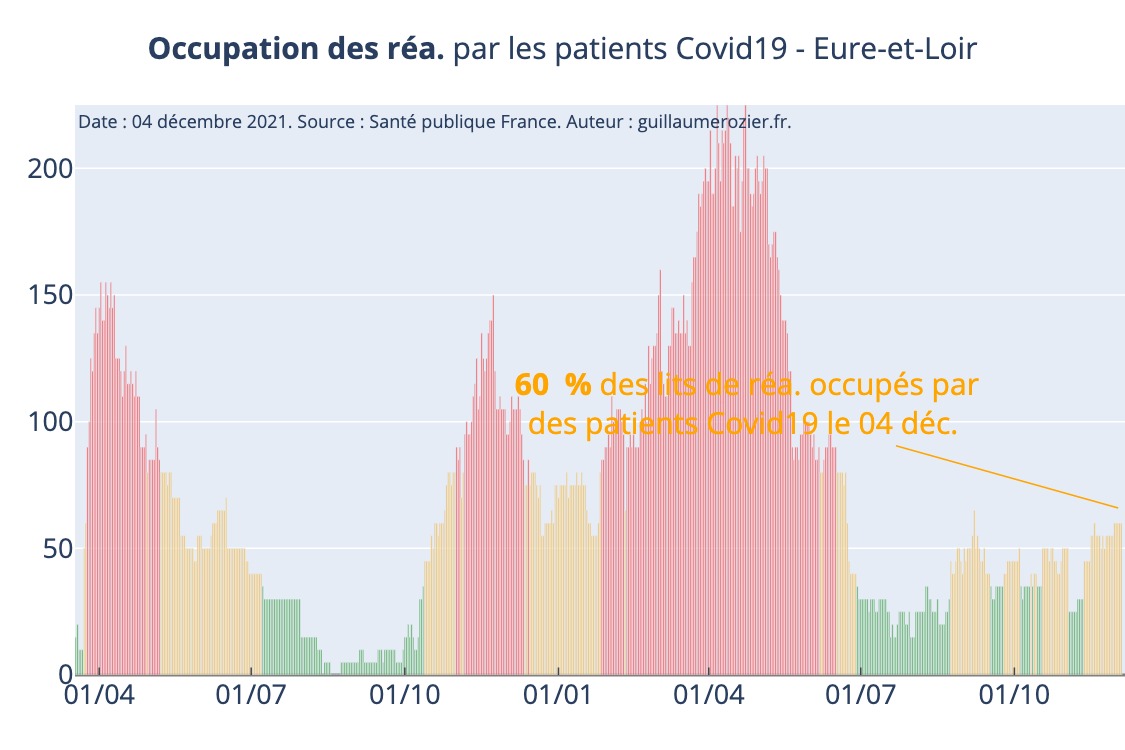 Occupation des réa. par les patients Covid19 - Eure-et-Loir
Date : 04 décembre 2021. Source : Santé publique France. Auteur : guillaumerozier.fr.
200
150
60 % des lits de réa. occupés par
des patients Covid19 le 04 déc.
100
50
0
01/04 01/07 01/10 01/01 01/04 01/07 01/10